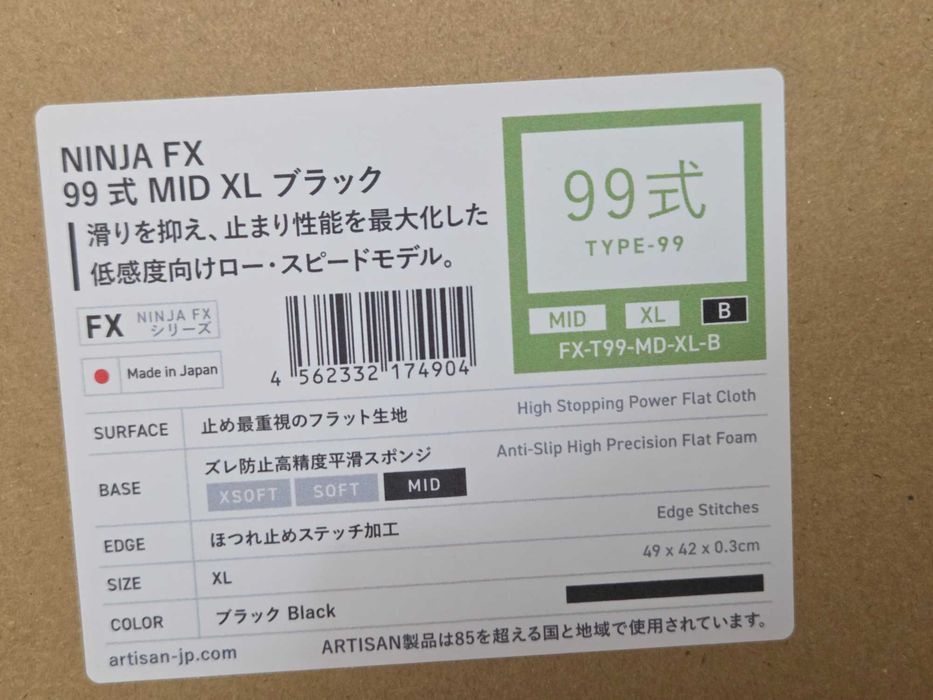 NINJA FX
99式 MID XL ブラック
滑りを抑え、止まり性能を最大化した
低感度向けロー・スピードモデル。
FX NINJA FX
シリーズ
Made in Japan
4 562332 174904
99式
TYPE-99
MID XL B
FX-T99-MD-XL-B
SURFACE 止め最重視のフラット生地 High Stopping Power Flat Cloth
BASE ズレ防止高精度平滑スポンジ Anti-Slip High Precision Flat Foam
XSOFT SOFT MID
EDGE ほつれ止めステッチ加工 Edge Stitches
SIZE XL 49 x 42 x 0.3cm
COLOR ブラック Black
artisan-jp.com ARTISAN製品は85を超える国と地域で使用されています。